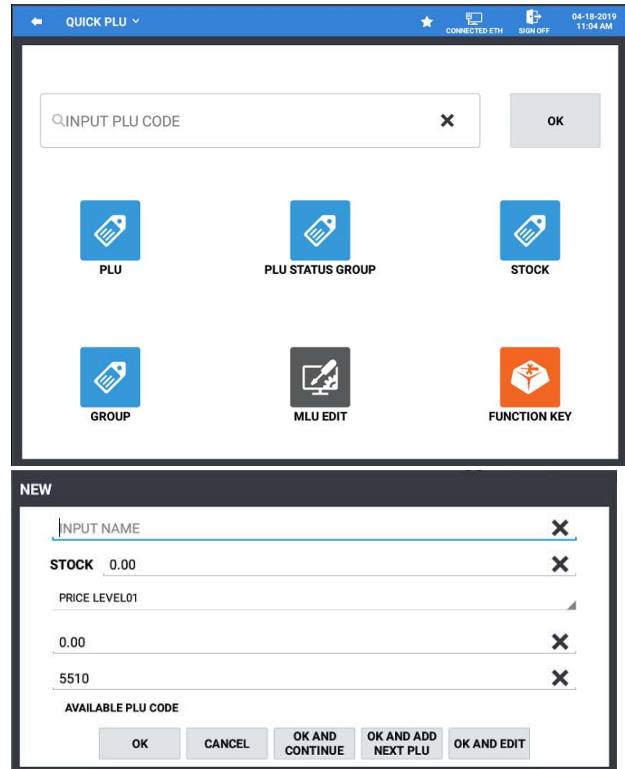 QUICK PLU
CONNECTED ETH
SIGN OFF
04-18-2019
11:04 AM
INPUT PLU CODE
OK
PLU
PLU STATUS GROUP
STOCK
GROUP
MLU EDIT
FUNCTION KEY
NEW
INPUT NAME
STOCK 0.00
PRICE LEVEL01
0.00
5510
AVAILABLE PLU CODE
OK
CANCEL
OK AND
CONTINUE
OK AND ADD
NEXT PLU
OK AND EDIT